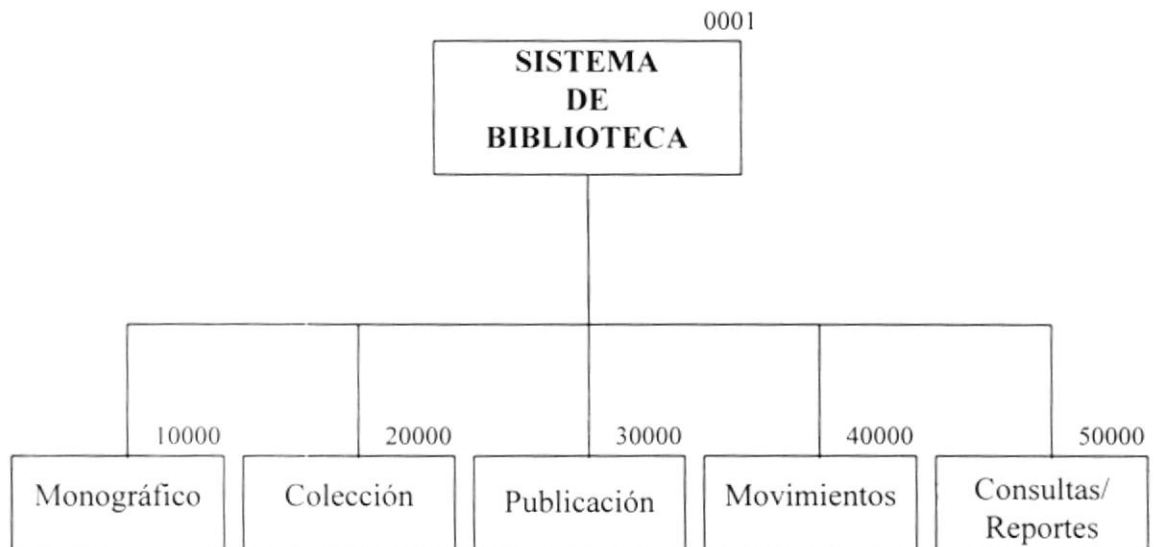 0001
SISTEMA
DE
BIBLIOTECA
10000
20000
30000
40000
50000
Monográfico
Colección
Publicación
Movimientos
Consultas/
Reportes